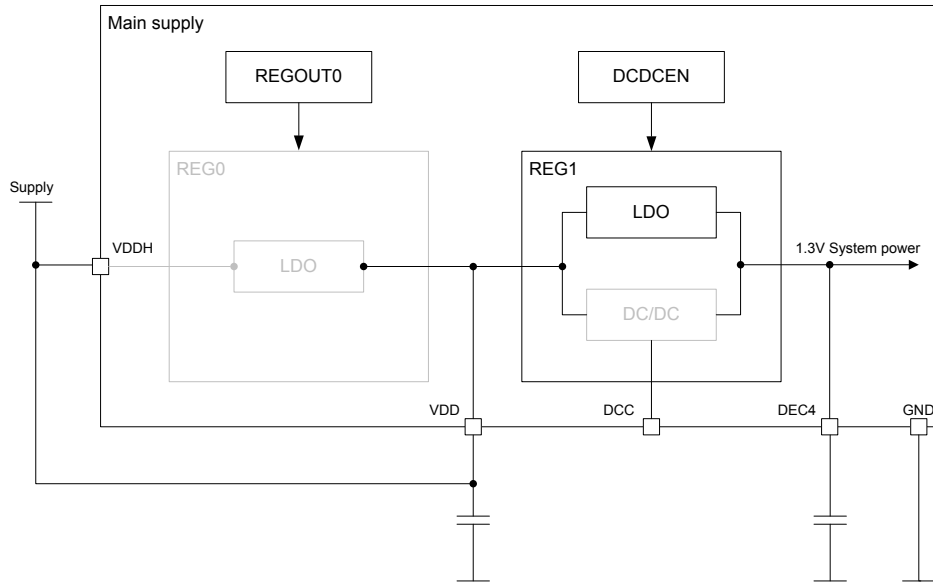 Main supply
REGOUT0
DCDCEN
REG0
REG1
Supply
LDO
VDDH
1.3V System power
LDO
DC/DC
VDD
DCC
DEC4
GND